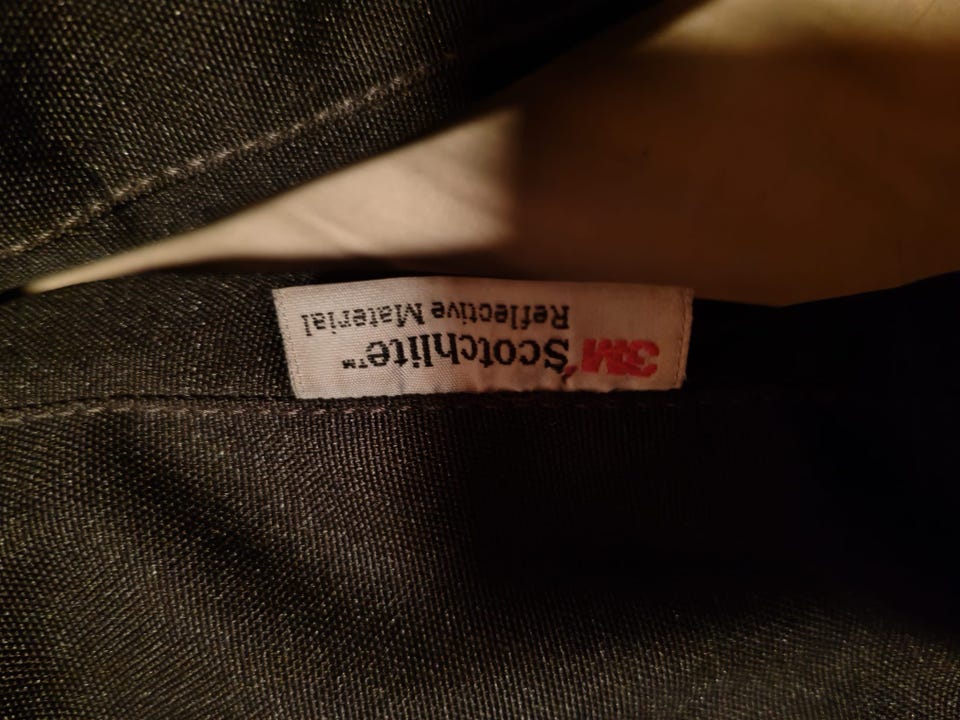 3M Scotchlite™
Reflective Material